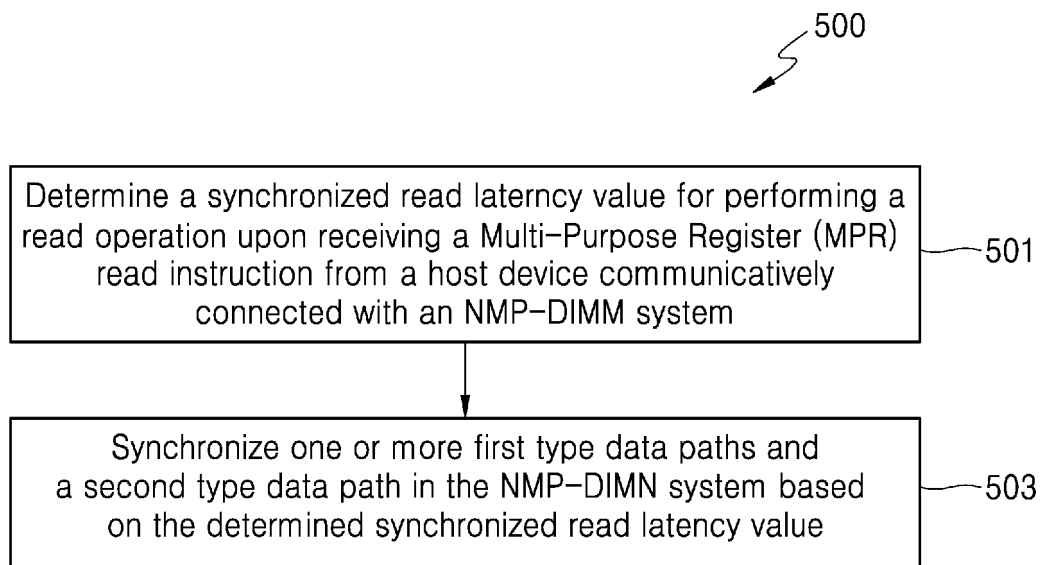 500
Determine a synchronized read laterncy value for performing a
read operation upon receiving a Multi-Purpose Register (MPR)
read instruction from a host device communicatively
connected with an NMP-DIMM system
501
Synchronize one or more first type data paths and
a second type data path in the NMP-DIMN system based
on the determined synchronized read latency value
503